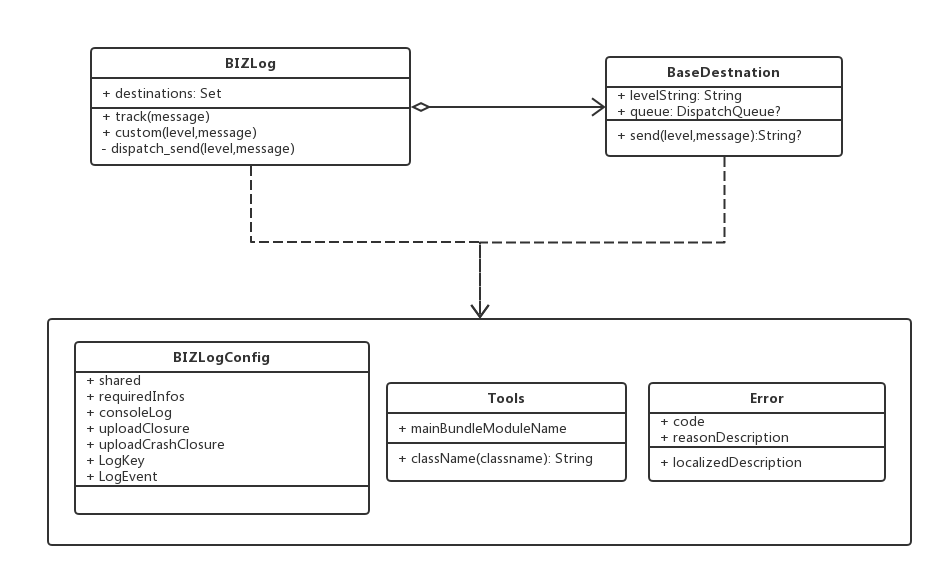 BIZLog
+ destinations: Set
+ track(message)
+ custom(level,message)
- dispatch_send(level,message)
BaseDestnation
+ levelString: String
+ queue: DispatchQueue?
+ send(level,message):String?
BIZLogConfig
+ shared
+ requiredInfos
+ consoleLog
+ uploadClosure
+ uploadCrashClosure
+ LogKey
+ LogEvent
Tools
+ mainBundleModuleName
+ className(classname): String
Error
+ code
+ reasonDescription
+ localizedDescription